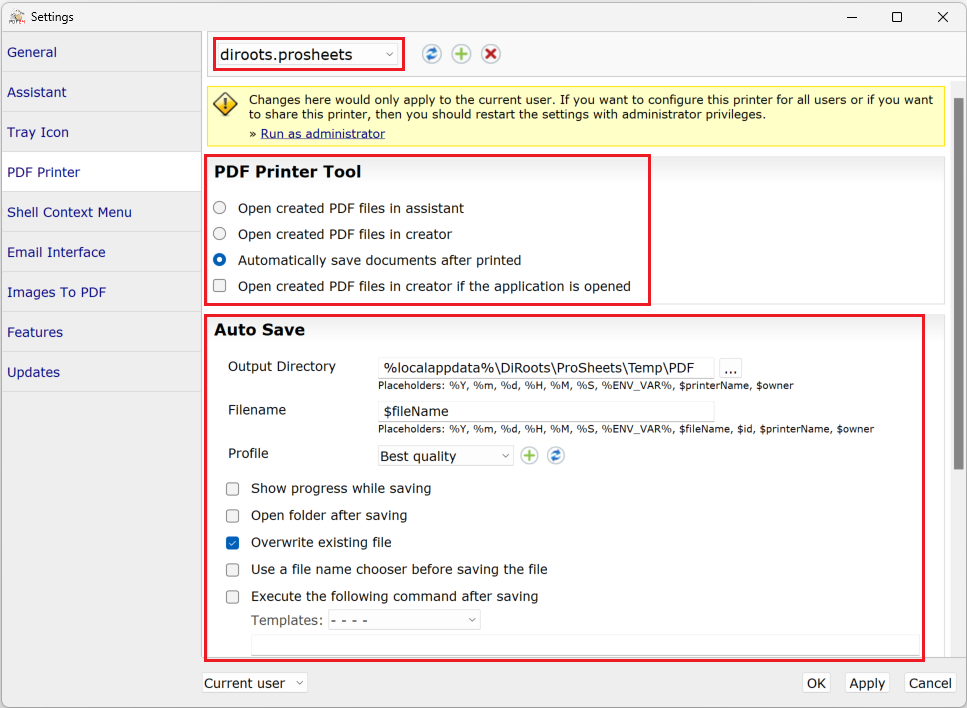 Settings
General
Assistant
Tray Icon
PDF Printer
Shell Context Menu
Email Interface
Images To PDF
Features
Updates
diroots.prosheets
Changes here would only apply to the current user. If you want to configure this printer for all users or if you want
to share this printer, then you should restart the settings with administrator privileges.
» Run as administrator
PDF Printer Tool
Open created PDF files in assistant
Open created PDF files in creator
Automatically save documents after printed
Open created PDF files in creator if the application is opened
Auto Save
Output Directory %localappdata%\DiRoots\ProSheets\Temp\PDF ...
Placeholders: %Y, %m, %d, %H, %M, %S, %ENV_VAR%, $printerName, $owner
Filename $fileName
Placeholders: %Y, %m, %d, %H, %M, %S, %ENV_VAR%, $fileName, $id, $printerName, $owner
Profile Best quality
Show progress while saving
Open folder after saving
Overwrite existing file
Use a file name chooser before saving the file
Execute the following command after saving
Templates: - - - -
Current user OK Apply Cancel